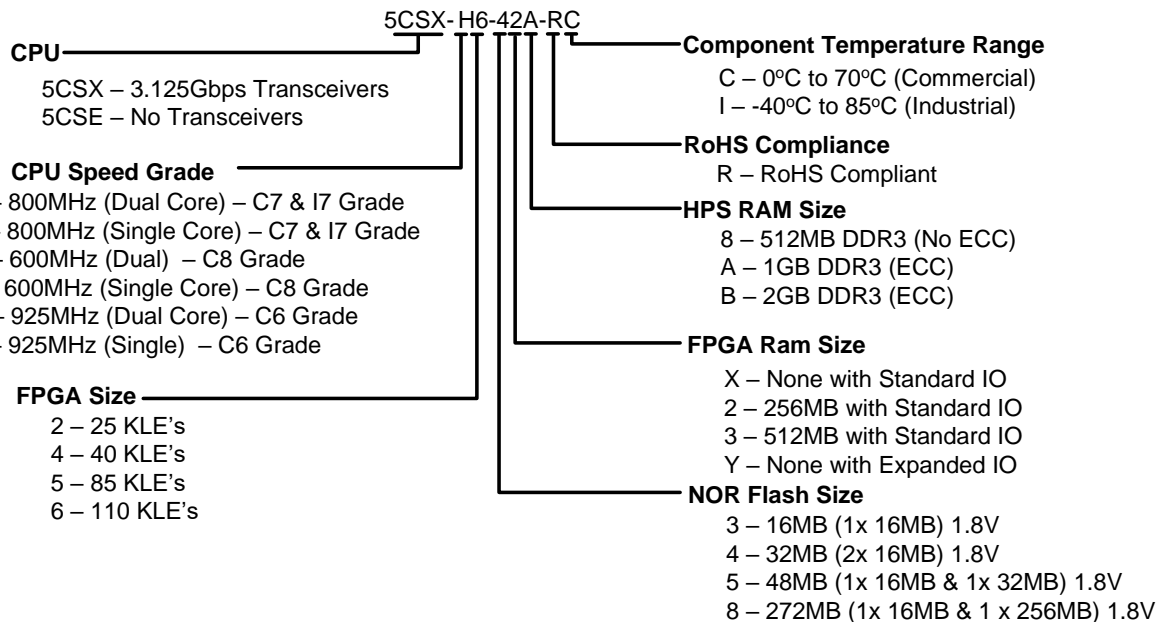 5CSX- H6-42A-RC
CPU
5CSX – 3.125Gbps Transceivers
5CSE – No Transceivers
CPU Speed Grade
- 800MHz (Dual Core) – C7 & I7 Grade
- 800MHz (Single Core) – C7 & I7 Grade
– 600MHz (Dual) – C8 Grade
600MHz (Single Core) – C8 Grade
– 925MHz (Dual Core) – C6 Grade
- 925MHz (Single) – C6 Grade
FPGA Size
2 – 25 KLE's
4 – 40 KLE's
5 – 85 KLE's
6 – 110 KLE's
Component Temperature Range
C – 0°C to 70°C (Commercial)
I – -40°C to 85°C (Industrial)
RoHS Compliance
R – RoHS Compliant
HPS RAM Size
8 – 512MB DDR3 (No ECC)
A – 1GB DDR3 (ECC)
B – 2GB DDR3 (ECC)
FPGA Ram Size
X – None with Standard IO
2 – 256MB with Standard IO
3 – 512MB with Standard IO
Y – None with Expanded IO
NOR Flash Size
3 – 16MB (1x 16MB) 1.8V
4 – 32MB (2x 16MB) 1.8V
5 – 48MB (1x 16MB & 1x 32MB) 1.8V
8 – 272MB (1x 16MB & 1 x 256MB) 1.8V